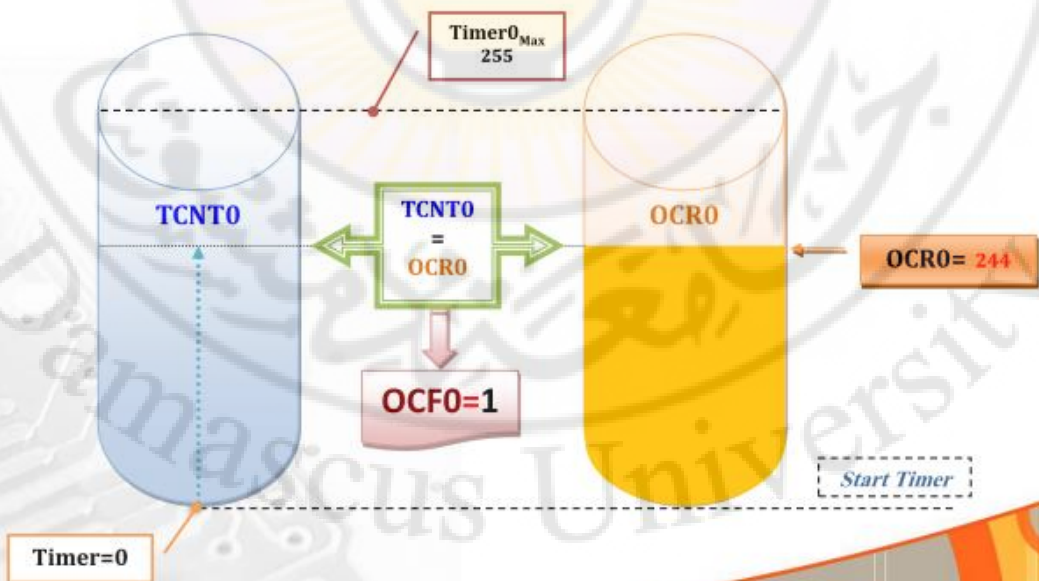 Timer0Max
255
TCNT0
TCNT0
=
OCR0
OCR0
OCR0= 244
OCF0=1
Start Timer
Timer=0
Damascus University